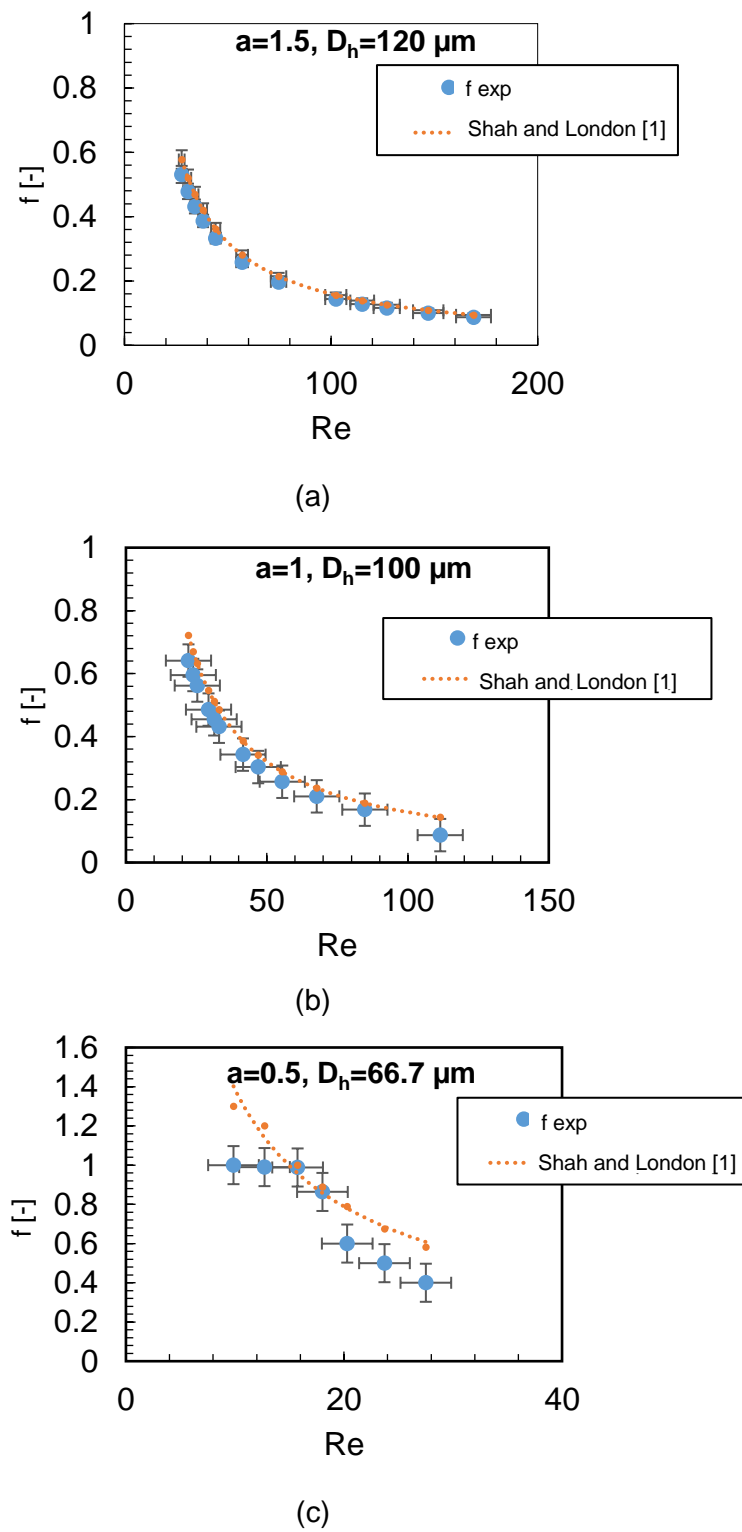 a=1.5, Dh=120 µm
f exp
Shah and London [1]
f [-]
1
0.8
0.6
0.4
0.2
0
0
100
200
Re
(a)
a=1, Dh=100 µm
f exp
Shah and London [1]
f [-]
1
0.8
0.6
0.4
0.2
0
0
50
100
150
Re
(b)
a=0.5, Dh=66.7 µm
f exp
Shah and London [1]
f [-]
1.6
1.4
1.2
1
0.8
0.6
0.4
0.2
0
0
20
40
Re
(c)